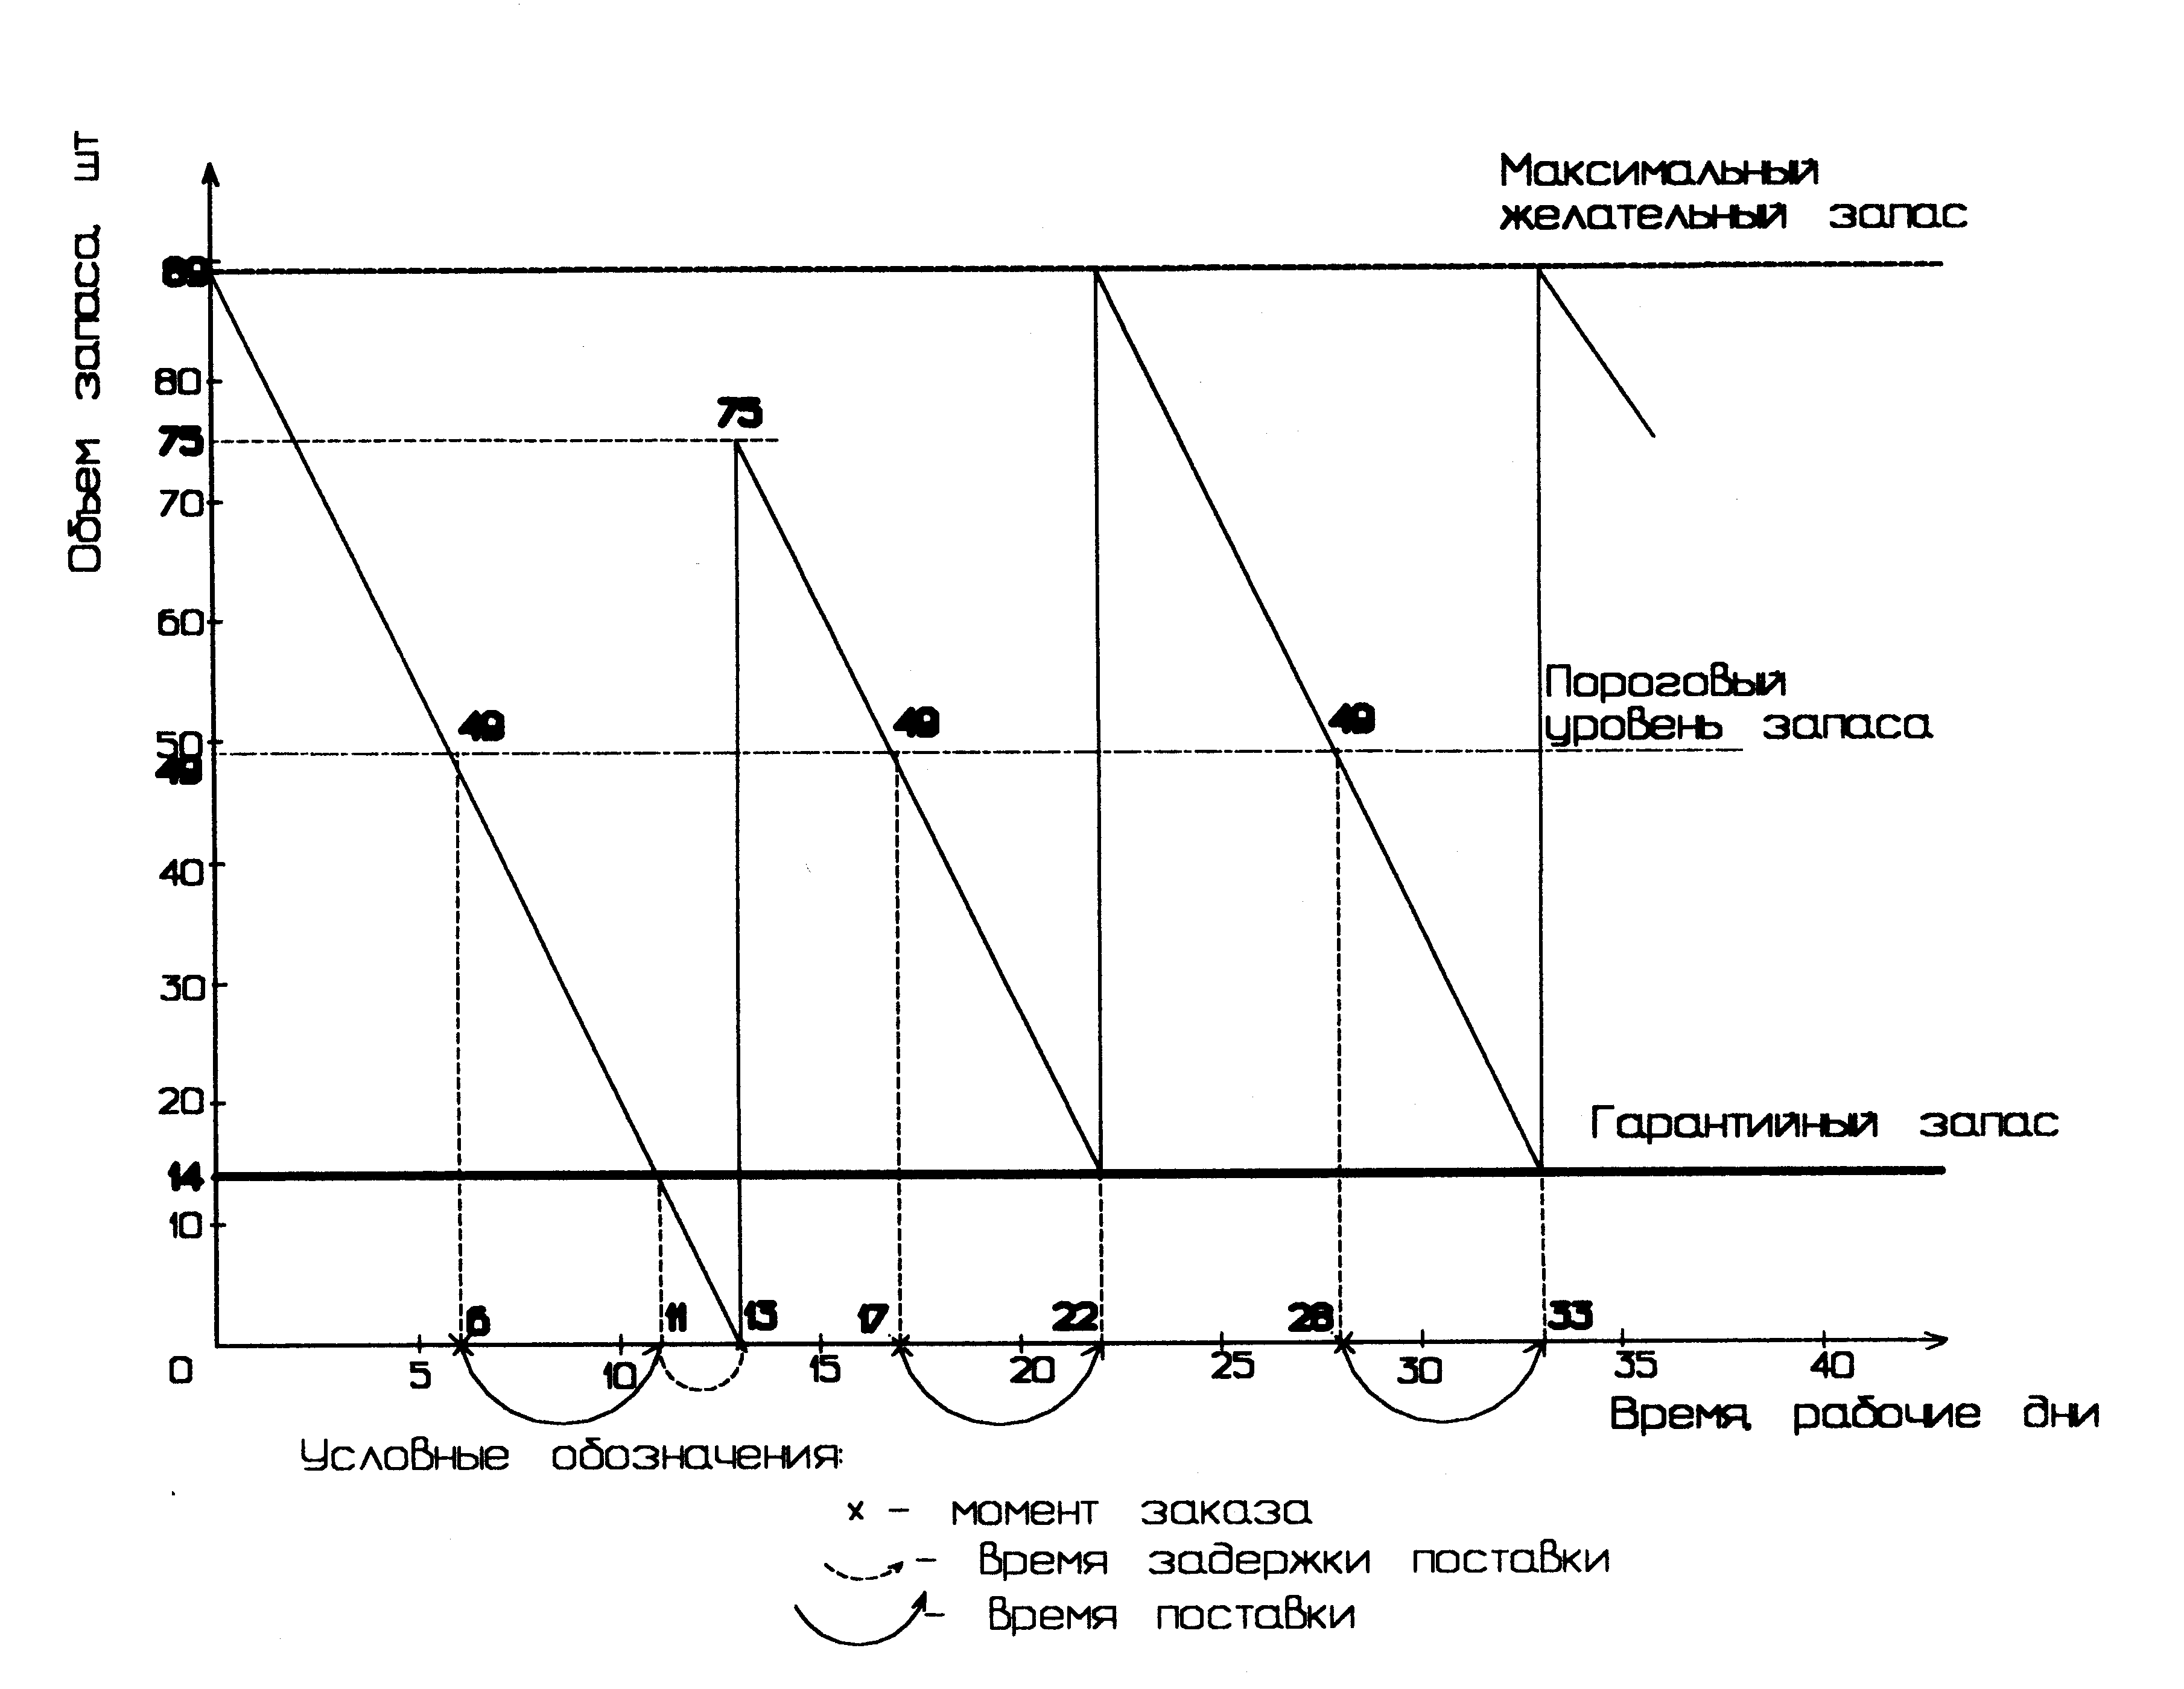 Объем запаса, шт
Максимальный
желательный запас
89
80
75
75
70
60
Пороговый
уровень запаса
49
49
49
50
49
40
30
20
Гарантийный запас
14
10
6
11
13
17
22
28
33
0
5
10
15
20
25
30
35
40
Время, рабочие дни
Условные обозначения:
x - момент заказа
- время задержки поставки
- время поставки